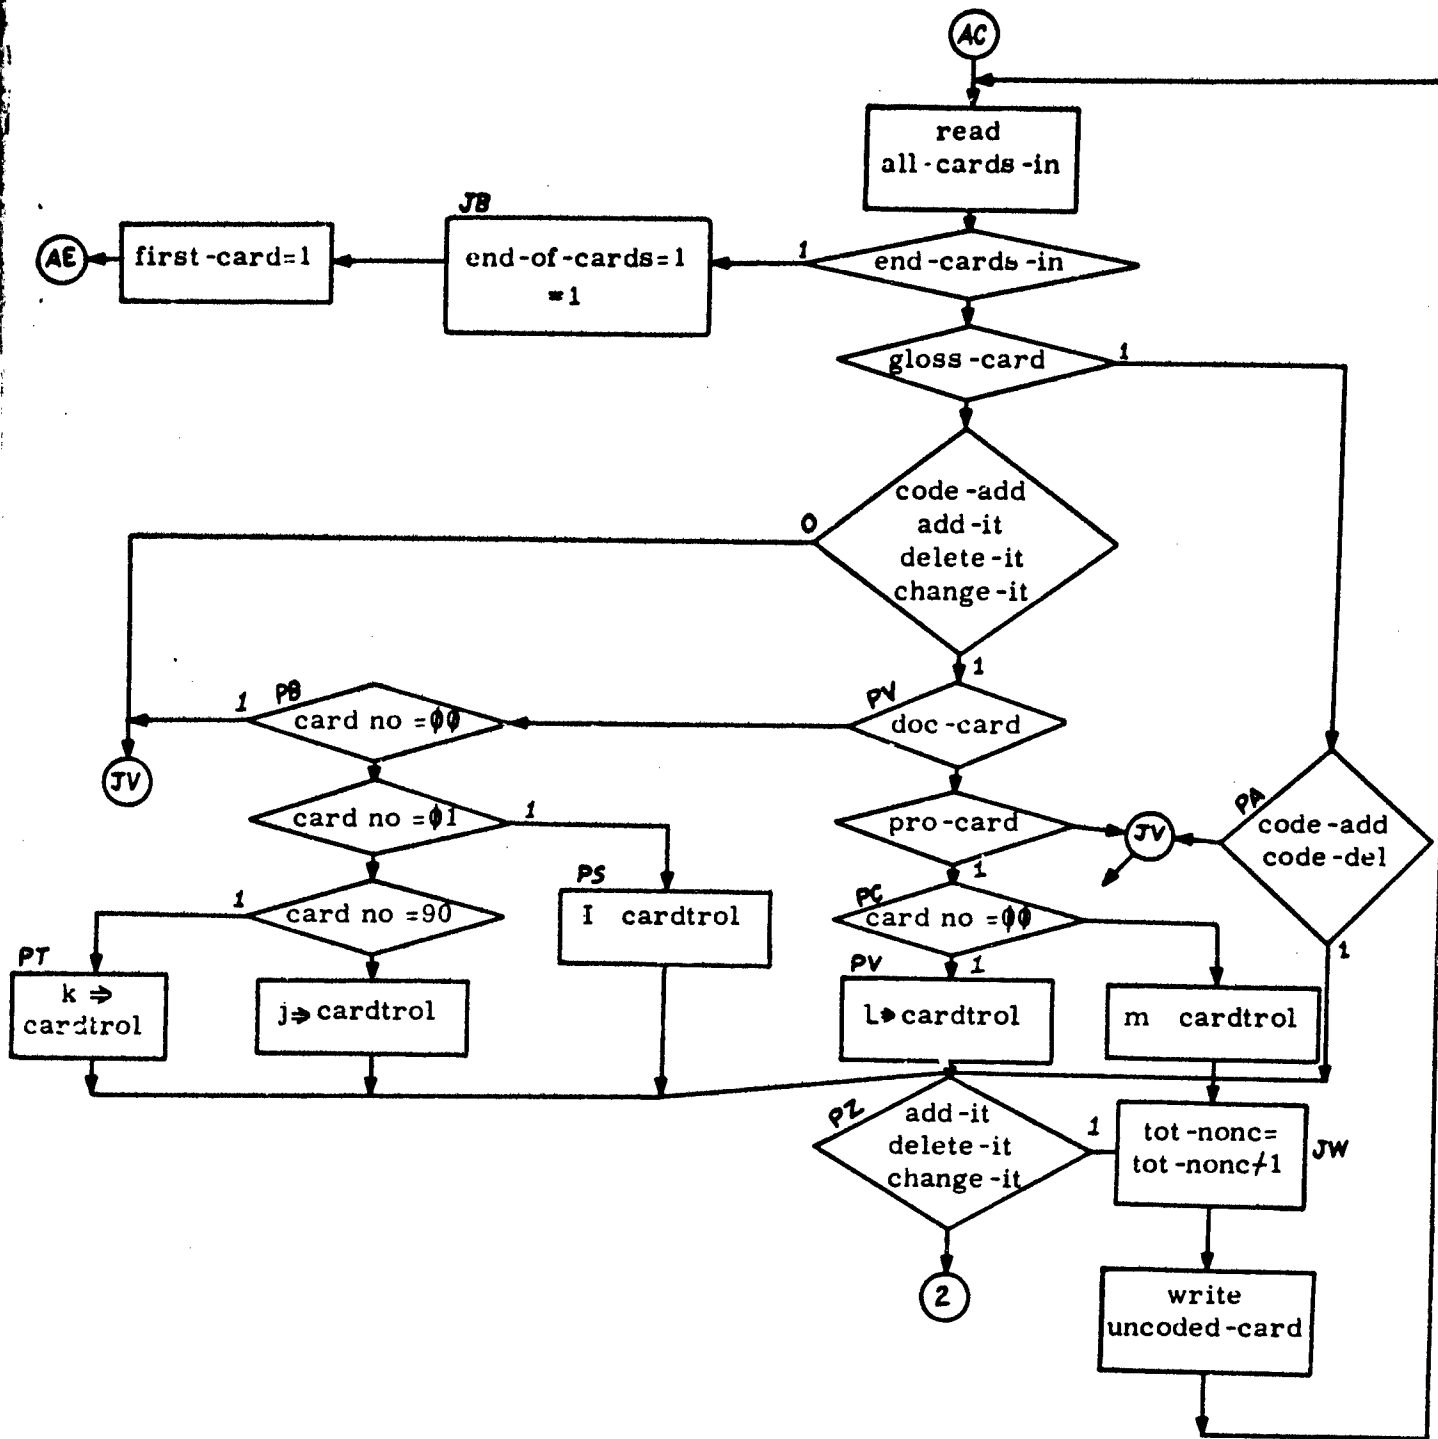 AC
read
all-cards-in
JB
AE
first-card=1
end-of-cards=1
=1
1
end-cards-in
gloss-card
1
code-add
add-it
delete-it
change-it
0
1
PB
1
card no =φφ
PV
doc-card
JV
card no =φ1
1
pro-card
JV
PA
code-add
code-del
1
1
card no =90
PS
I cardtrol
PC
card no =φφ
1
PT
k ⇒
cardtrol
j⇒cardtrol
PV
L⇒cardtrol
m cardtrol
1
PZ
add-it
delete-it
change-it
1
tot-nonc=
tot-nonc≠1
JW
2
write
uncoded-card